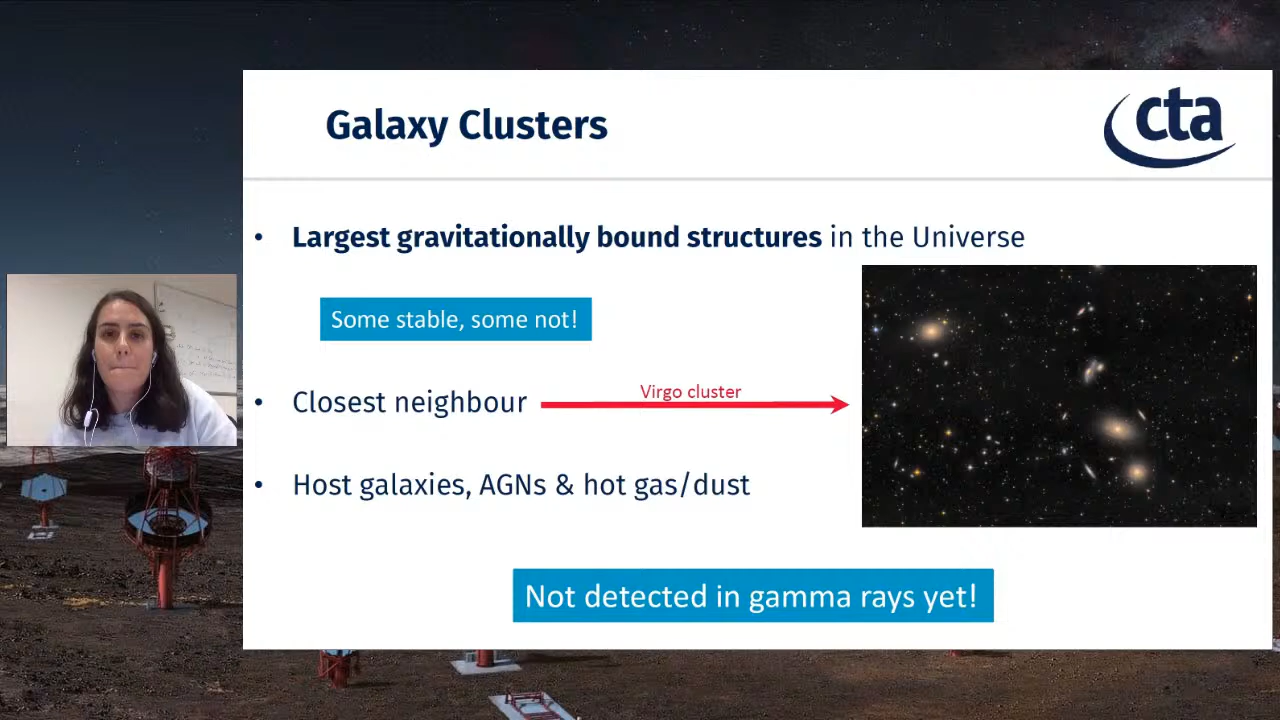 Galaxy Clusters
cta
• Largest gravitationally bound structures in the Universe
Some stable, some not!
• Closest neighbour
Virgo cluster
• Host galaxies, AGNs & hot gas/dust
Not detected in gamma rays yet!